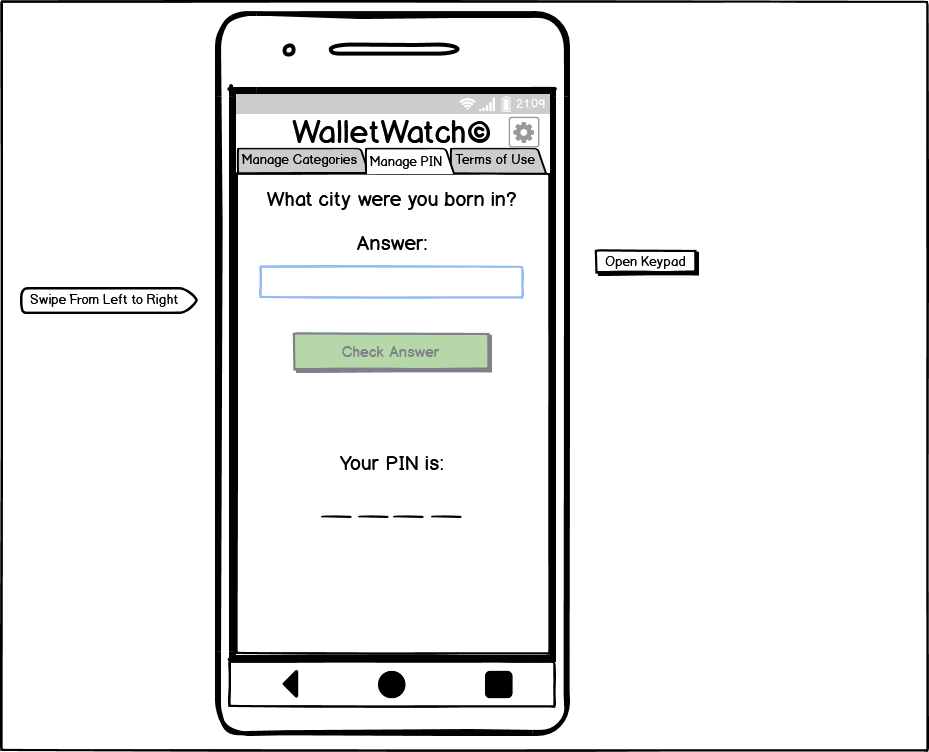 21:09
WalletWatch©
Manage Categories
Manage PIN
Terms of Use
What city were you born in?
Answer:
Open Keypad
Swipe From Left to Right
Check Answer
Your PIN is: